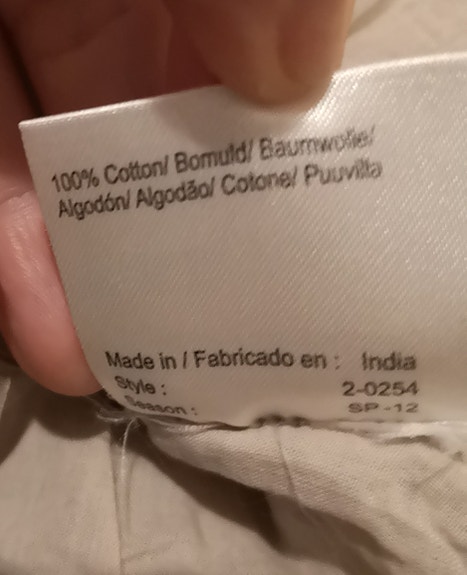 100% Cotton/ Bomuld/ Baumwolle/
Algodón/ Algodão/ Cotone/ Puuvilla
Made in / Fabricado en : India
Style : 2-0254
Season : SP-12